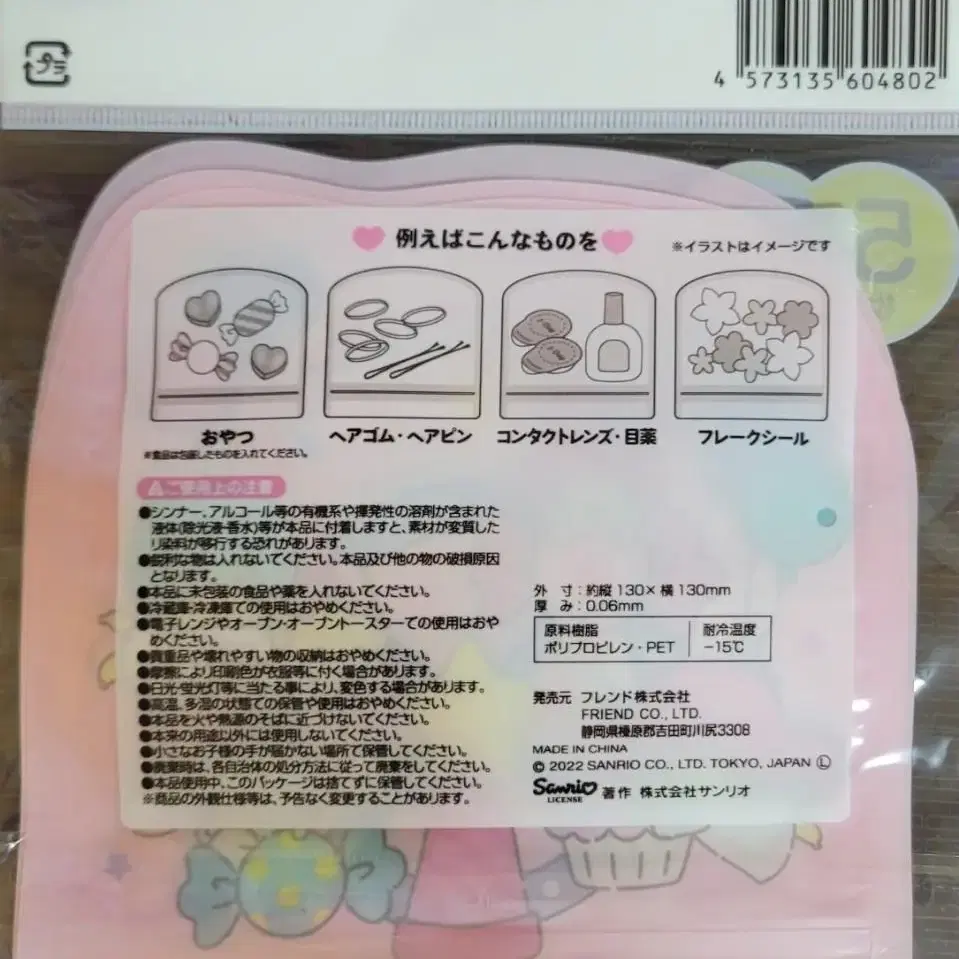 プラ
4 573135 604802
例えばこんなものを
※イラストはイメージです
おやつ
※食品は包装したものを入れてください。
ヘアゴム・ヘアピン
コンタクトレンズ・目薬
フレークシール
ご使用上の注意
●シンナー、アルコール等の有機系や揮発性の溶剤が含まれた
液体(除光液・香水)等が本品に付着しますと、素材が変質した
り染料が移行する恐れがあります。
●鋭利な物は入れないでください。本品及び他の物の破損原因
となります。
●本品に未包装の食品や薬を入れないでください。
●冷蔵庫・冷凍庫での使用はおやめください。
●電子レンジやオーブン・オーブントースターでの使用はおや
めください。
●貴重品や壊れやすい物の収納はおやめください。
●摩擦により印刷色が衣服等に付く場合があります。
●日光・蛍光灯等に当たる事により、変色する場合があります。
●高温、多湿の状態での保管や使用はおやめください。
●本品を火や熱源のそばに近づけないでください。
●本来の用途以外には使用しないでください。
●小さなお子様の手が届かない場所で保管してください。
●廃棄時は、各自治体の処分方法に従って廃棄をしてください。
●本品使用中、このパッケージは捨てずに保管してください。
※商品の外観仕様等は、予告なく変更することがあります。
外 寸:約縦130×横130mm
厚 み:0.06mm
原料樹脂
ポリプロピレン・PET
耐冷温度
-15℃
発売元 フレンド株式会社
FRIEND CO., LTD.
静岡県榛原郡吉田町川尻3308
MADE IN CHINA
© 2022 SANRIO CO., LTD. TOKYO, JAPAN Ⓛ
Sanrio LICENSE 著作 株式会社サンリオ